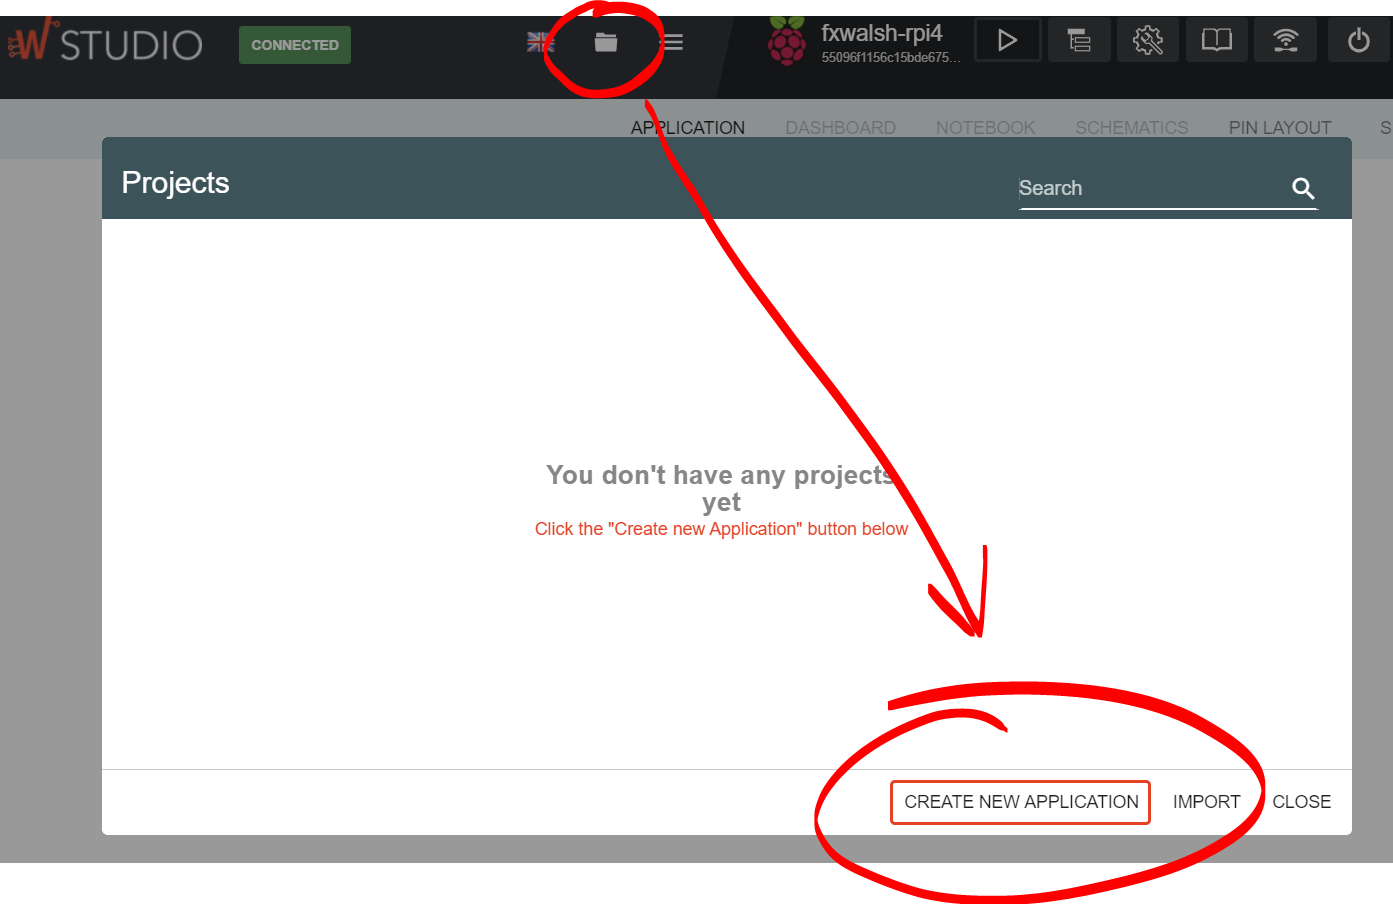 W STUDIO
CONNECTED
fxwalsh-rpi4
55096f1156c15bde675...
APPLICATION DASHBOARD NOTEBOOK SCHEMATICS PIN LAYOUT S
Projects
Search
You don't have any projects
yet
Click the "Create new Application" button below
CREATE NEW APPLICATION IMPORT CLOSE